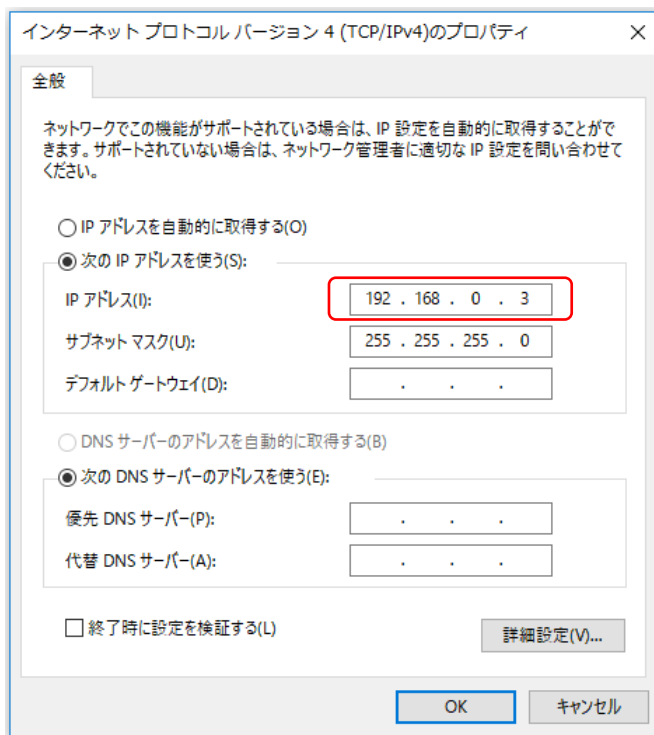 インターネット プロトコル バージョン 4 (TCP/IPv4)のプロパティ
全般
ネットワークでこの機能がサポートされている場合は、IP 設定を自動的に取得することがで
きます。サポートされていない場合は、ネットワーク管理者に適切な IP 設定を問い合わせて
ください。
IP アドレスを自動的に取得する(O)
次の IP アドレスを使う(S):
IP アドレス(I): 192 . 168 . 0 . 3
サブネット マスク(U): 255 . 255 . 255 . 0
デフォルト ゲートウェイ(D): . . .
DNS サーバーのアドレスを自動的に取得する(B)
次の DNS サーバーのアドレスを使う(E):
優先 DNS サーバー(P): . . .
代替 DNS サーバー(A): . . .
終了時に設定を検証する(L)
詳細設定(V)...
OK キャンセル